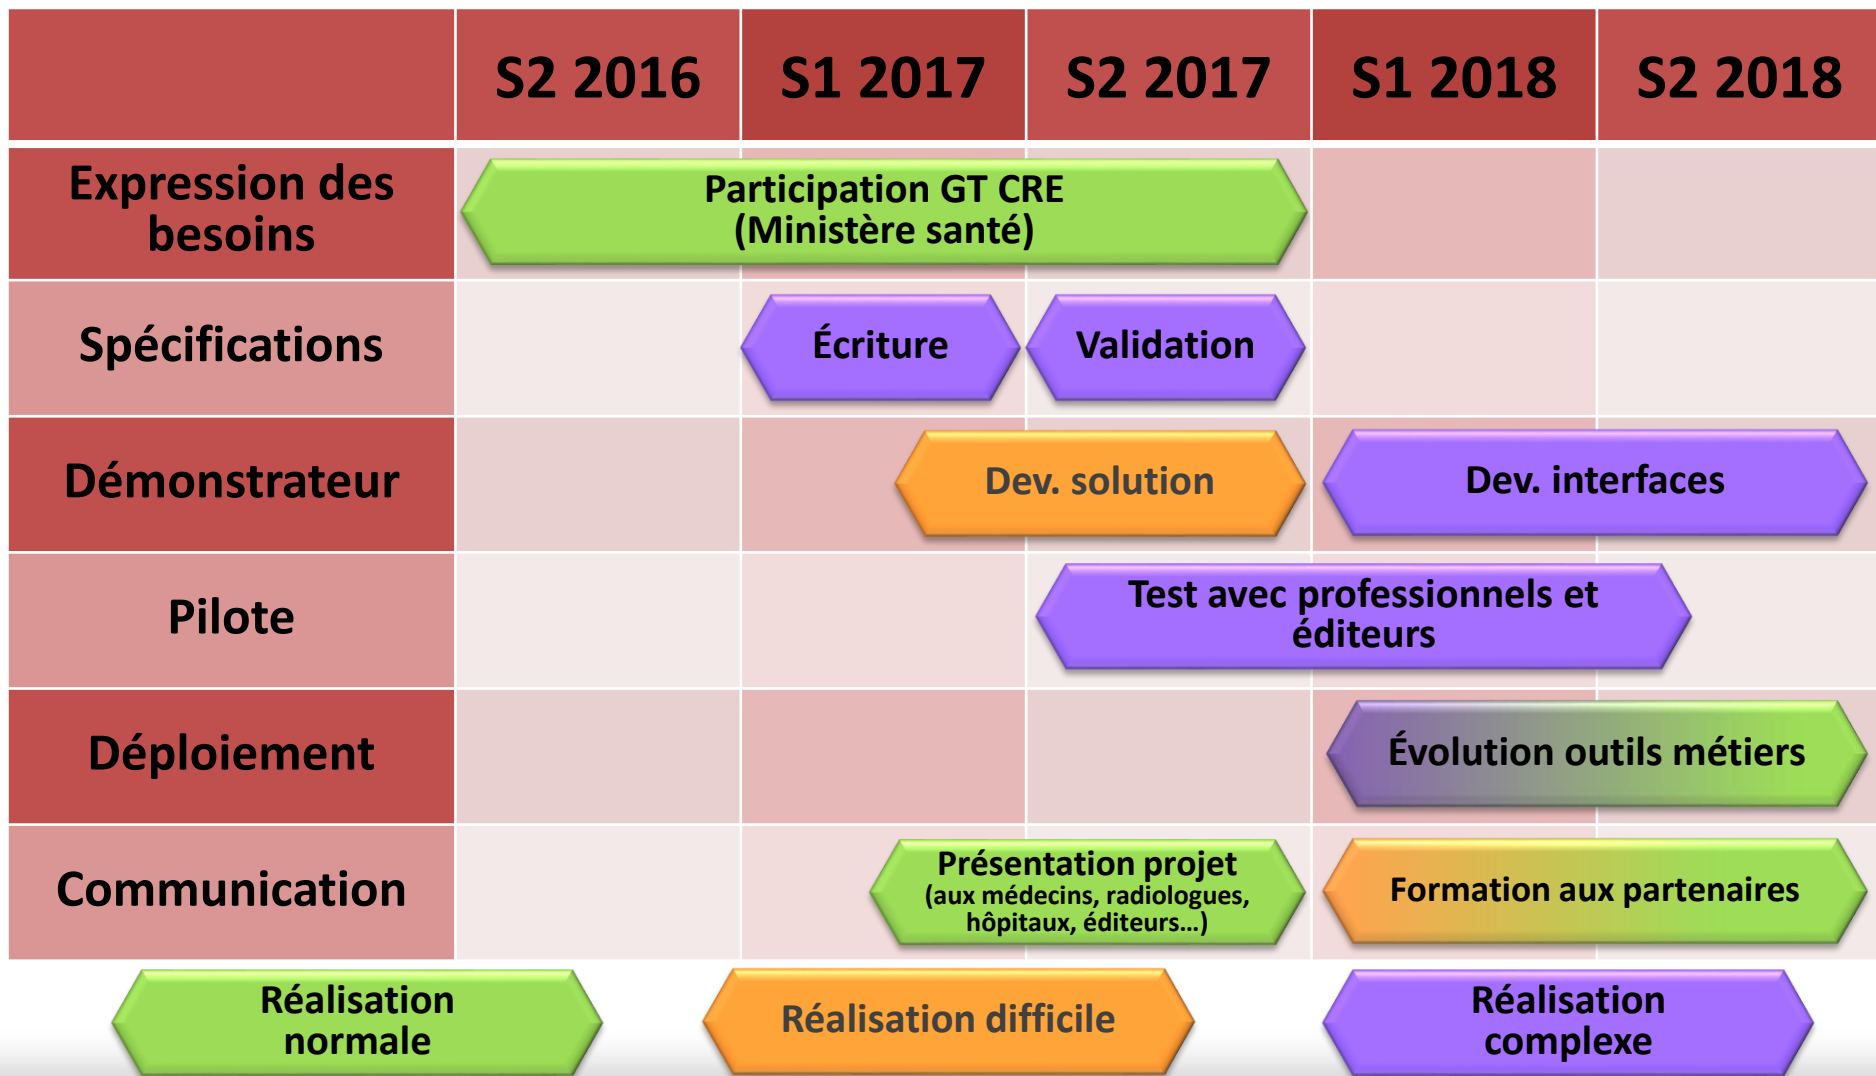 S2 2016 S1 2017 S2 2017 S1 2018 S2 2018
Expression des
besoins
Participation GT CRE
(Ministère santé)
Spécifications
Écriture
Validation
Démonstrateur
Dev. solution
Dev. interfaces
Pilote
Test avec professionnels et
éditeurs
Déploiement
Évolution outils métiers
Communication
Présentation projet
(aux médecins, radiologues,
hôpitaux, éditeurs…)
Formation aux partenaires
Réalisation
normale
Réalisation difficile
Réalisation
complexe